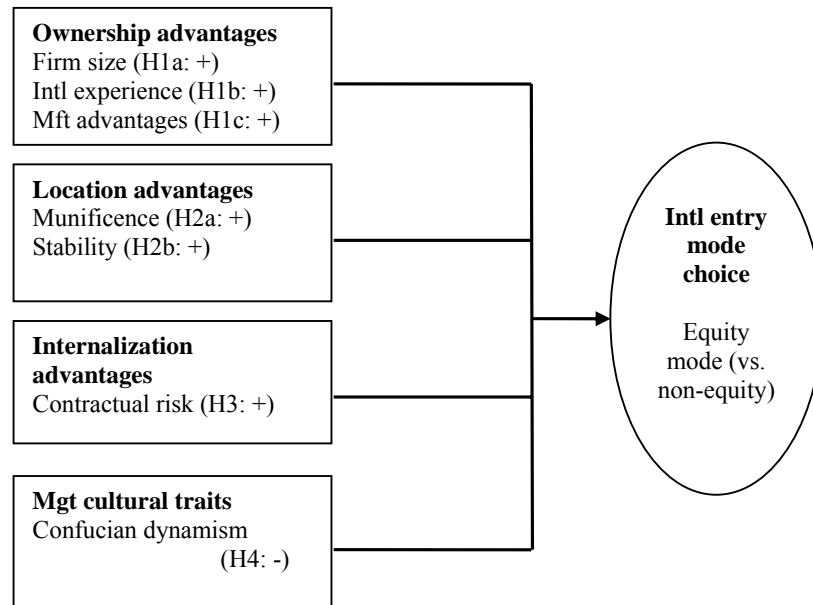 Ownership advantages
Firm size (H1a: +)
Intl experience (H1b: +)
Mft advantages (H1c: +)
Location advantages
Munificence (H2a: +)
Stability (H2b: +)
Internalization
advantages
Contractual risk (H3: +)
Mgt cultural traits
Confucian dynamism
(H4: -)
Intl entry
mode
choice
Equity
mode (vs.
non-equity)